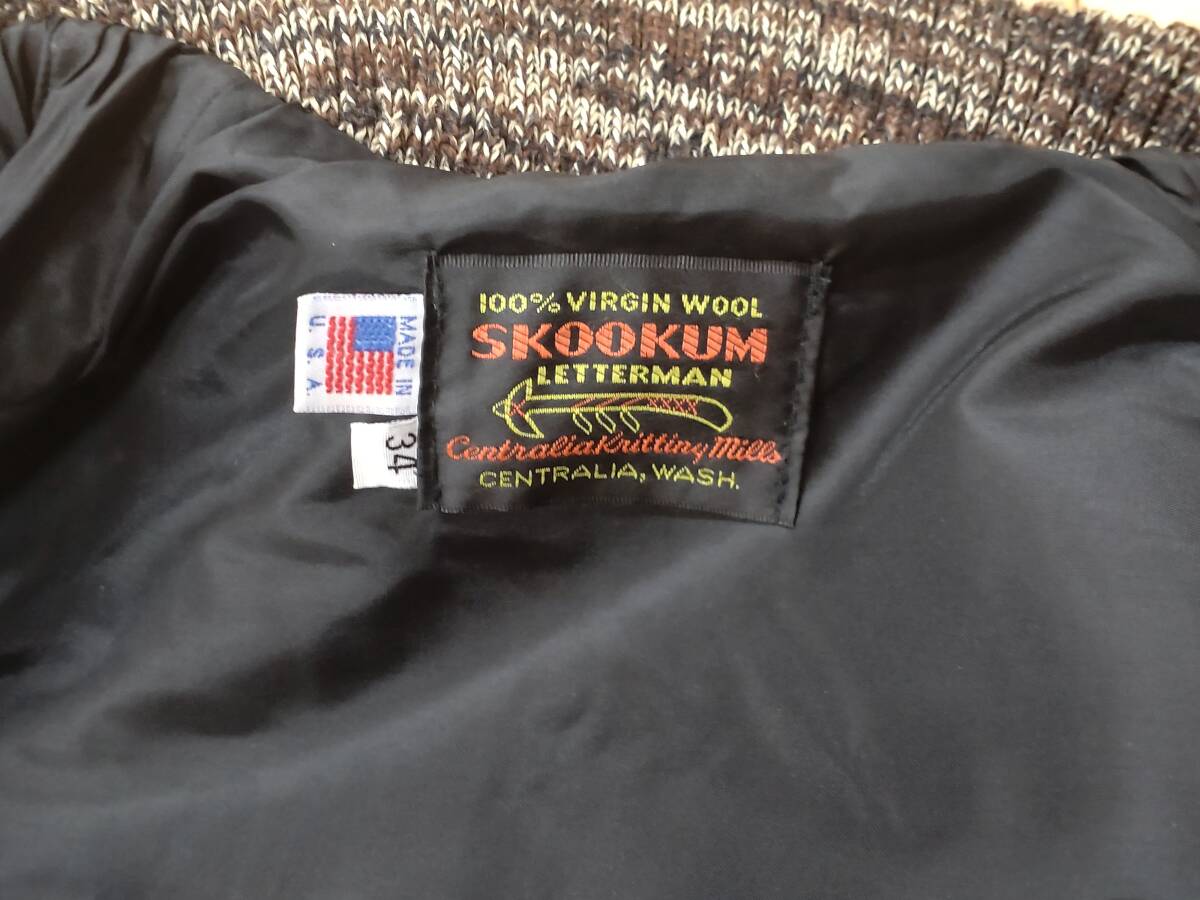 100% VIRGIN WOOL
SKOOKUM
LETTERMAN
Centralia Knitting Mills
CENTRALIA, WASH.
MADE IN
U.S.A.
34